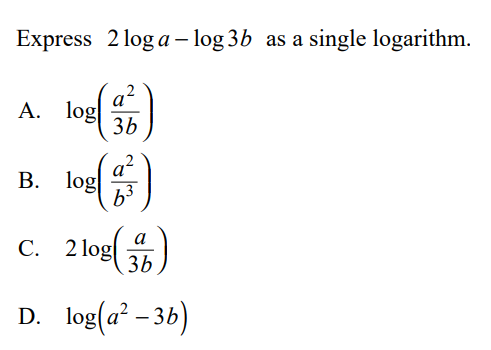 Express 2 log a – log 3b as a single logarithm.
A. log(a²/3b)
B. log(a²/b³)
C. 2 log(a/3b)
D. log(a² – 3b)